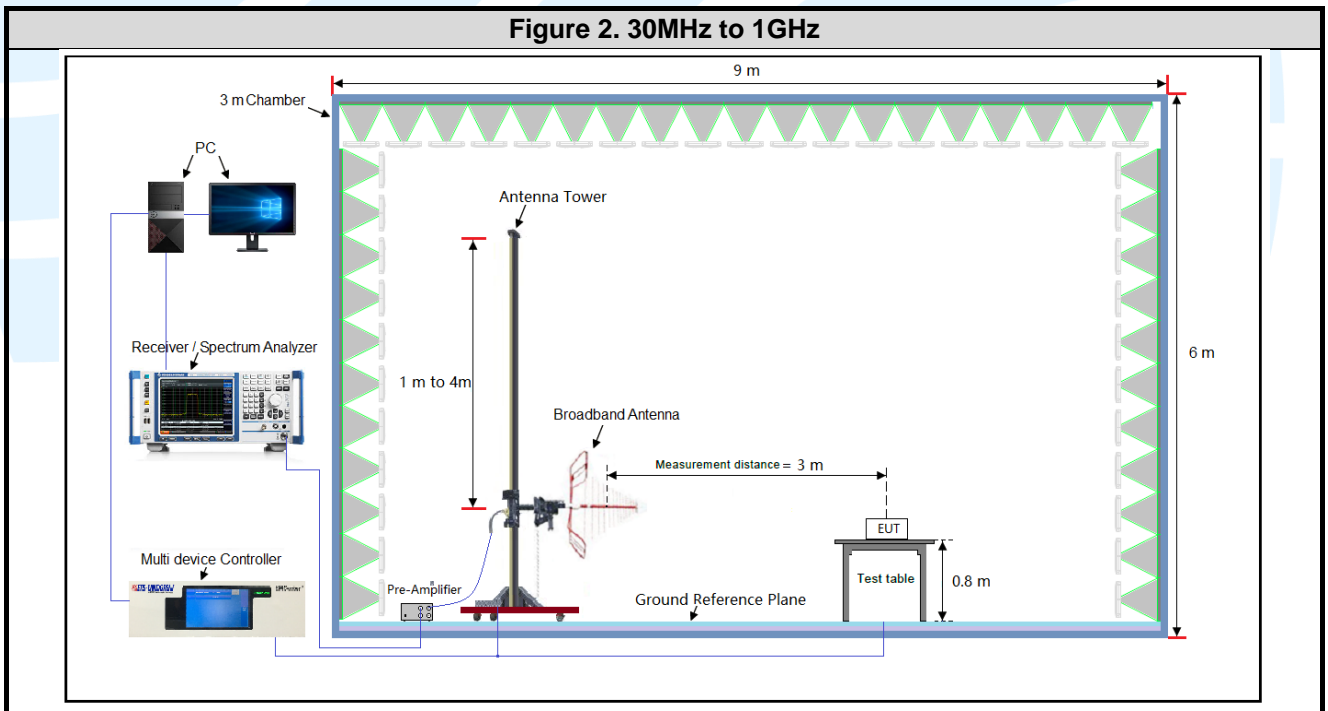 Figure 2. 30MHz to 1GHz
9 m
3 m Chamber
PC
Antenna Tower
Receiver / Spectrum Analyzer
1 m to 4m
6 m
Broadband Antenna
Measurement distance = 3 m
EUT
Multi device Controller
Pre-Amplifier
Test table
0.8 m
Ground Reference Plane